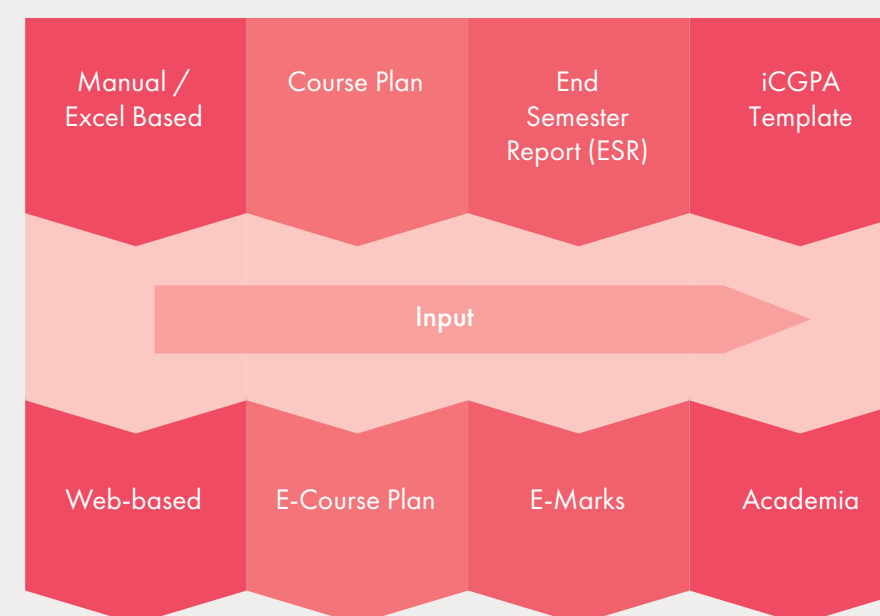 Manual /
Excel Based
Course Plan
End
Semester
Report (ESR)
iCGPA
Template
Input
Web-based
E-Course Plan
E-Marks
Academia